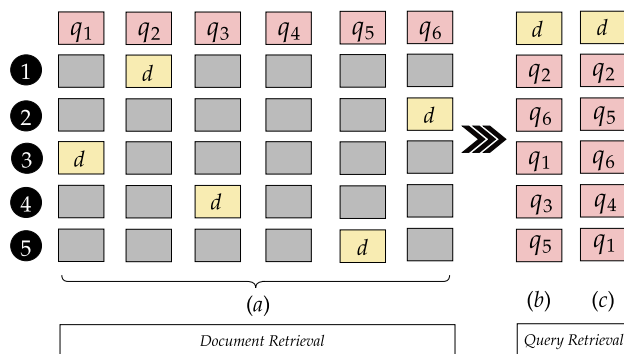 q1 q2 q3 q4 q5 q6 d d
1 d q2 q2
2 d q6 q5
3 d q1 q6
4 d q3 q4
5 d q5 q1
(a) (b) (c)
Document Retrieval Query Retrieval